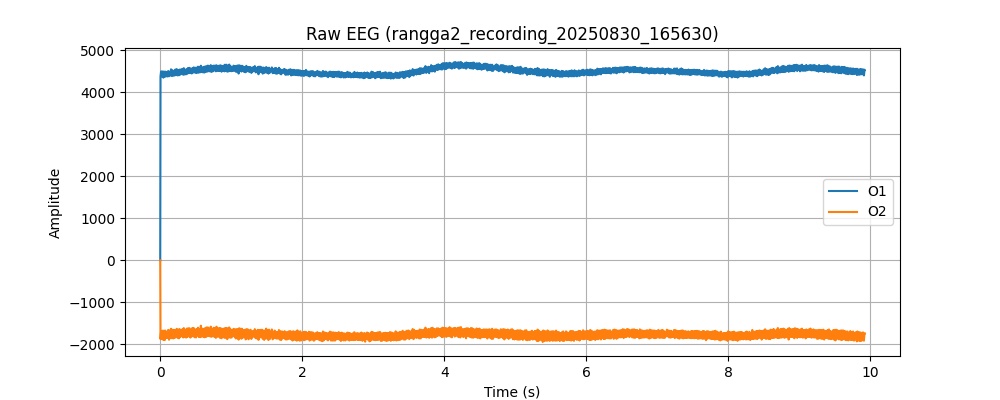 Raw EEG (rangga2_recording_20250830_165630)
5000
4000
3000
2000
1000
0
−1000
−2000
Amplitude
O1
O2
0 2 4 6 8 10
Time (s)